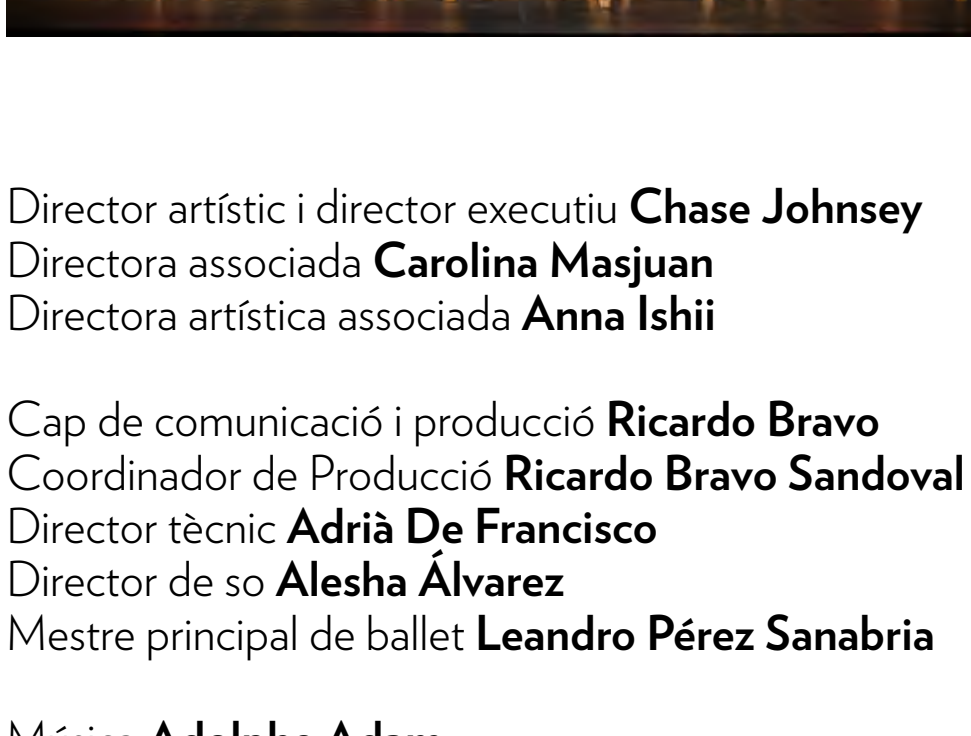 Director artístic i director executiu Chase Johnsey
Directora associada Carolina Masjuan
Directora artística associada Anna Ishii
Cap de comunicació i producció Ricardo Bravo
Coordinador de Producció Ricardo Bravo Sandoval
Director tècnic Adrià De Francisco
Director de so Alesha Álvarez
Mestre principal de ballet Leandro Pérez Sanabria